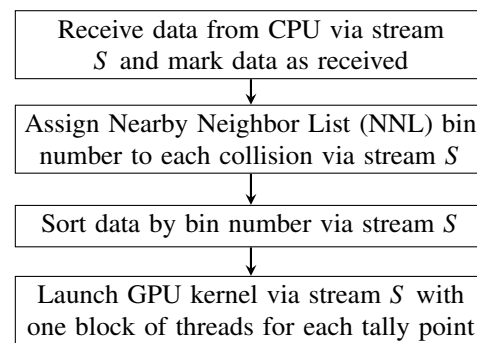 Receive data from CPU via stream
S and mark data as received
Assign Nearby Neighbor List (NNL) bin
number to each collision via stream S
Sort data by bin number via stream S
Launch GPU kernel via stream S with
one block of threads for each tally point